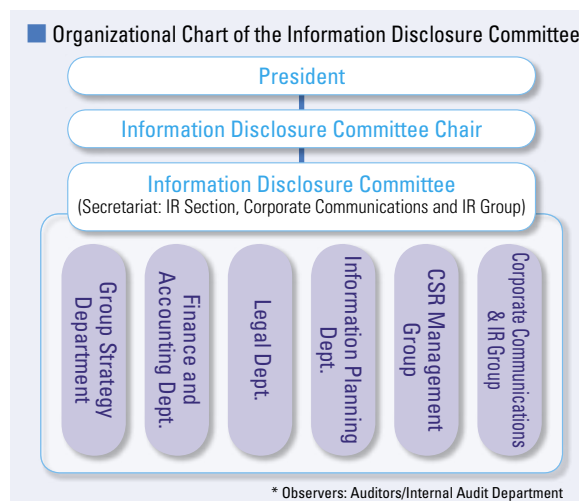 Organizational Chart of the Information Disclosure Committee
President
Information Disclosure Committee Chair
Information Disclosure Committee
(Secretariat: IR Section, Corporate Communications and IR Group)
Group Strategy
Department
Finance and
Accounting Dept.
Legal Dept.
Information Planning
Dept.
CSR Management
Group
Corporate Communications
& IR Group
* Observers: Auditors/Internal Audit Department